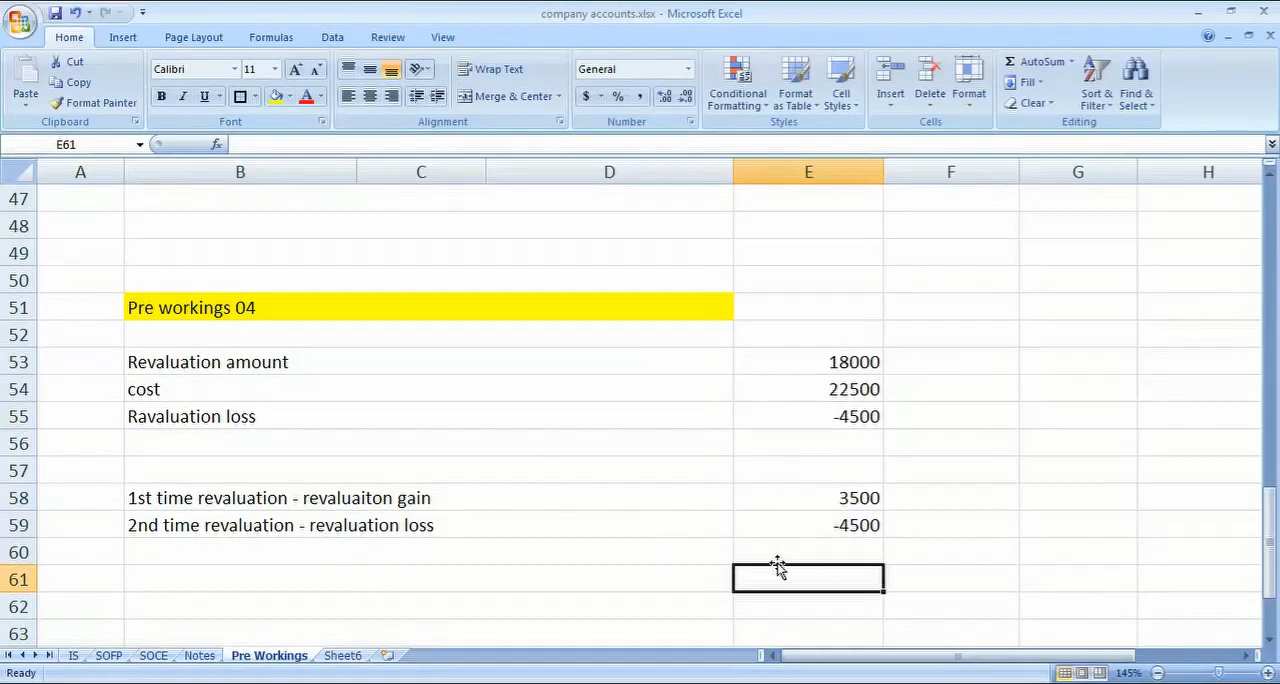 company accounts.xlsx - Microsoft Excel
Home Insert Page Layout Formulas Data Review View
Paste
Cut
Copy
Format Painter
Clipboard
Calibri 11
B I U
Font
Wrap Text
Merge & Center
Alignment
General
$ % ,
Number
Conditional Formatting
Format as Table
Cell Styles
Styles
Insert Delete Format
Cells
Σ AutoSum
Fill
Clear
Sort & Filter
Find & Select
Editing
E61 fx
A B C D E F G H
47
48
49
50
51 Pre workings 04
52
53 Revaluation amount 18000
54 cost 22500
55 Ravaluation loss -4500
56
57
58 1st time revaluation - revaluaiton gain 3500
59 2nd time revaluation - revaluation loss -4500
60
61
62
63
IS SOFP SOCE Notes Pre Workings Sheet6
Ready 145%